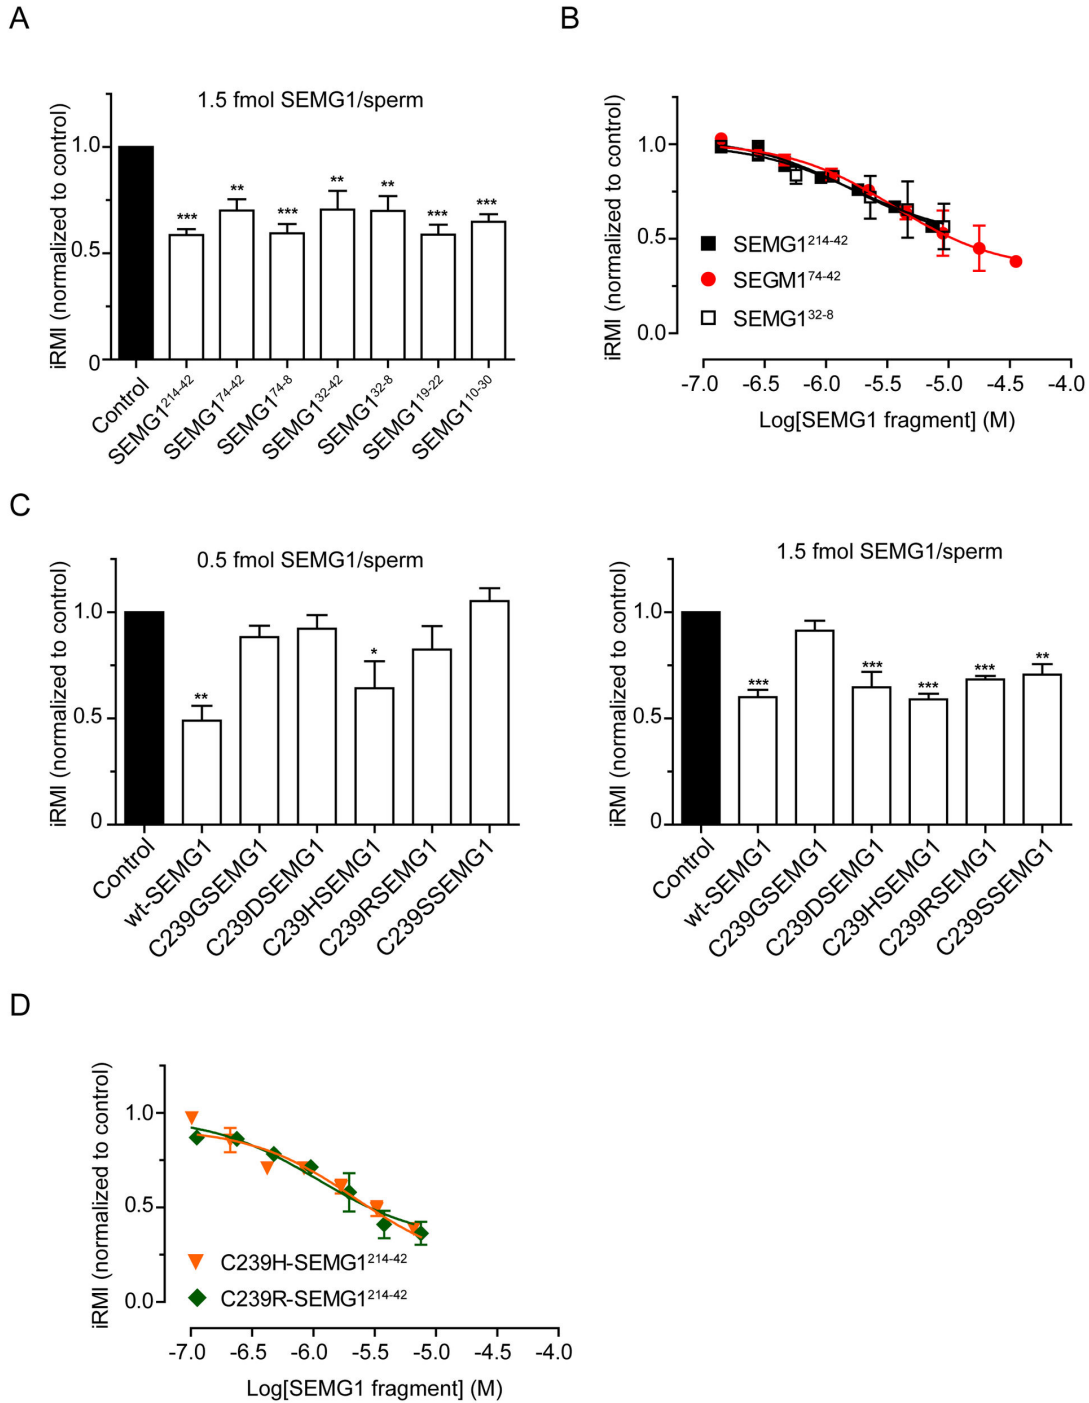 A
1.5 fmol SEMG1/sperm
iRMI (normalized to control)
1.0
0.5
0
*** ** *** ** ** *** ***
Control SEMG1²¹⁴⁻⁴² SEMG1⁷⁴⁻⁴² SEMG1⁷⁴⁻⁸ SEMG1³²⁻⁴² SEMG1³²⁻⁸ SEMG1¹⁹⁻²² SEMG1¹⁰⁻³⁰
B
iRMI (normalized to control)
1.0
0.5
0.0
SEMG1²¹⁴⁻⁴²
SEGM1⁷⁴⁻⁴²
SEMG1³²⁻⁸
-7.0 -6.5 -6.0 -5.5 -5.0 -4.5 -4.0
Log[SEMG1 fragment] (M)
C
0.5 fmol SEMG1/sperm
iRMI (normalized to control)
1.0
0.5
0
** *
Control wt-SEMG1 C239GSEMG1 C239DSEMG1 C239HSEMG1 C239RSEMG1 C239SSEMG1
1.5 fmol SEMG1/sperm
iRMI (normalized to control)
1.0
0.5
0
*** *** *** *** **
Control wt-SEMG1 C239GSEMG1 C239DSEMG1 C239HSEMG1 C239RSEMG1 C239SSEMG1
D
iRMI (normalized to control)
1.0
0.5
0.0
C239H-SEMG1²¹⁴⁻⁴²
C239R-SEMG1²¹⁴⁻⁴²
-7.0 -6.5 -6.0 -5.5 -5.0 -4.5 -4.0
Log[SEMG1 fragment] (M)